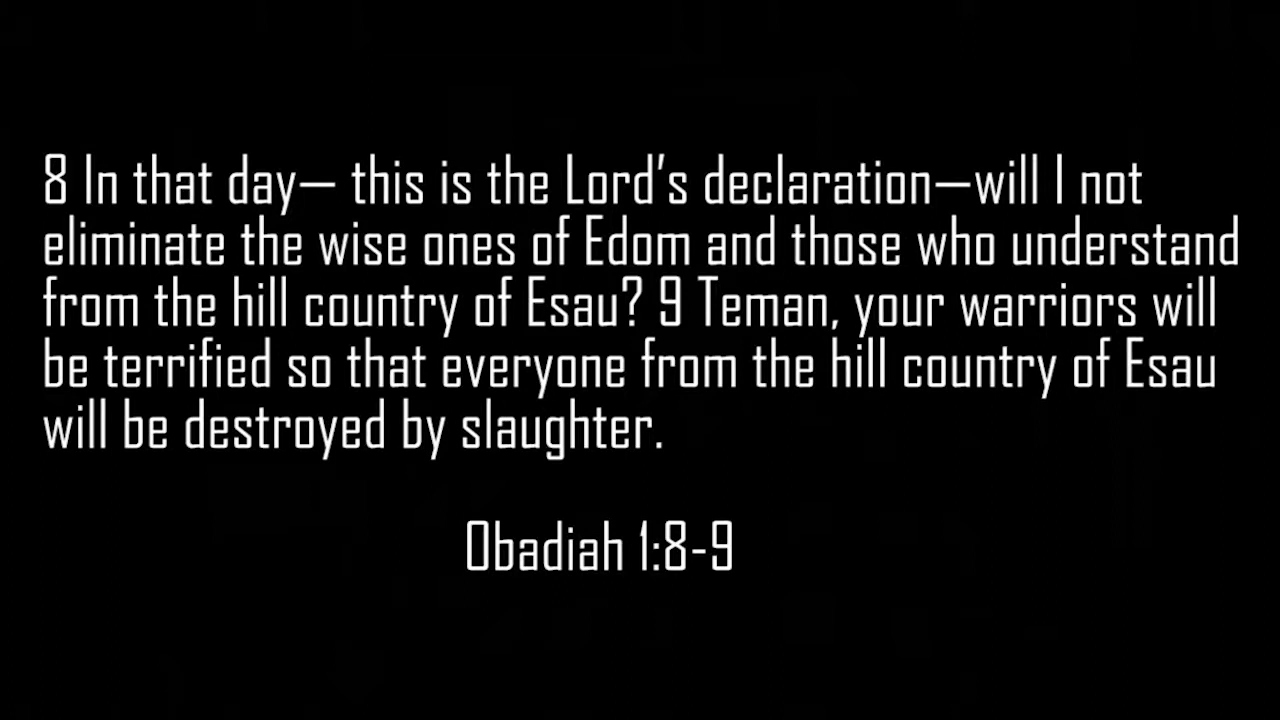 8 In that day— this is the Lord’s declaration—will I not
eliminate the wise ones of Edom and those who understand
from the hill country of Esau? 9 Teman, your warriors will
be terrified so that everyone from the hill country of Esau
will be destroyed by slaughter.
Obadiah 1:8-9